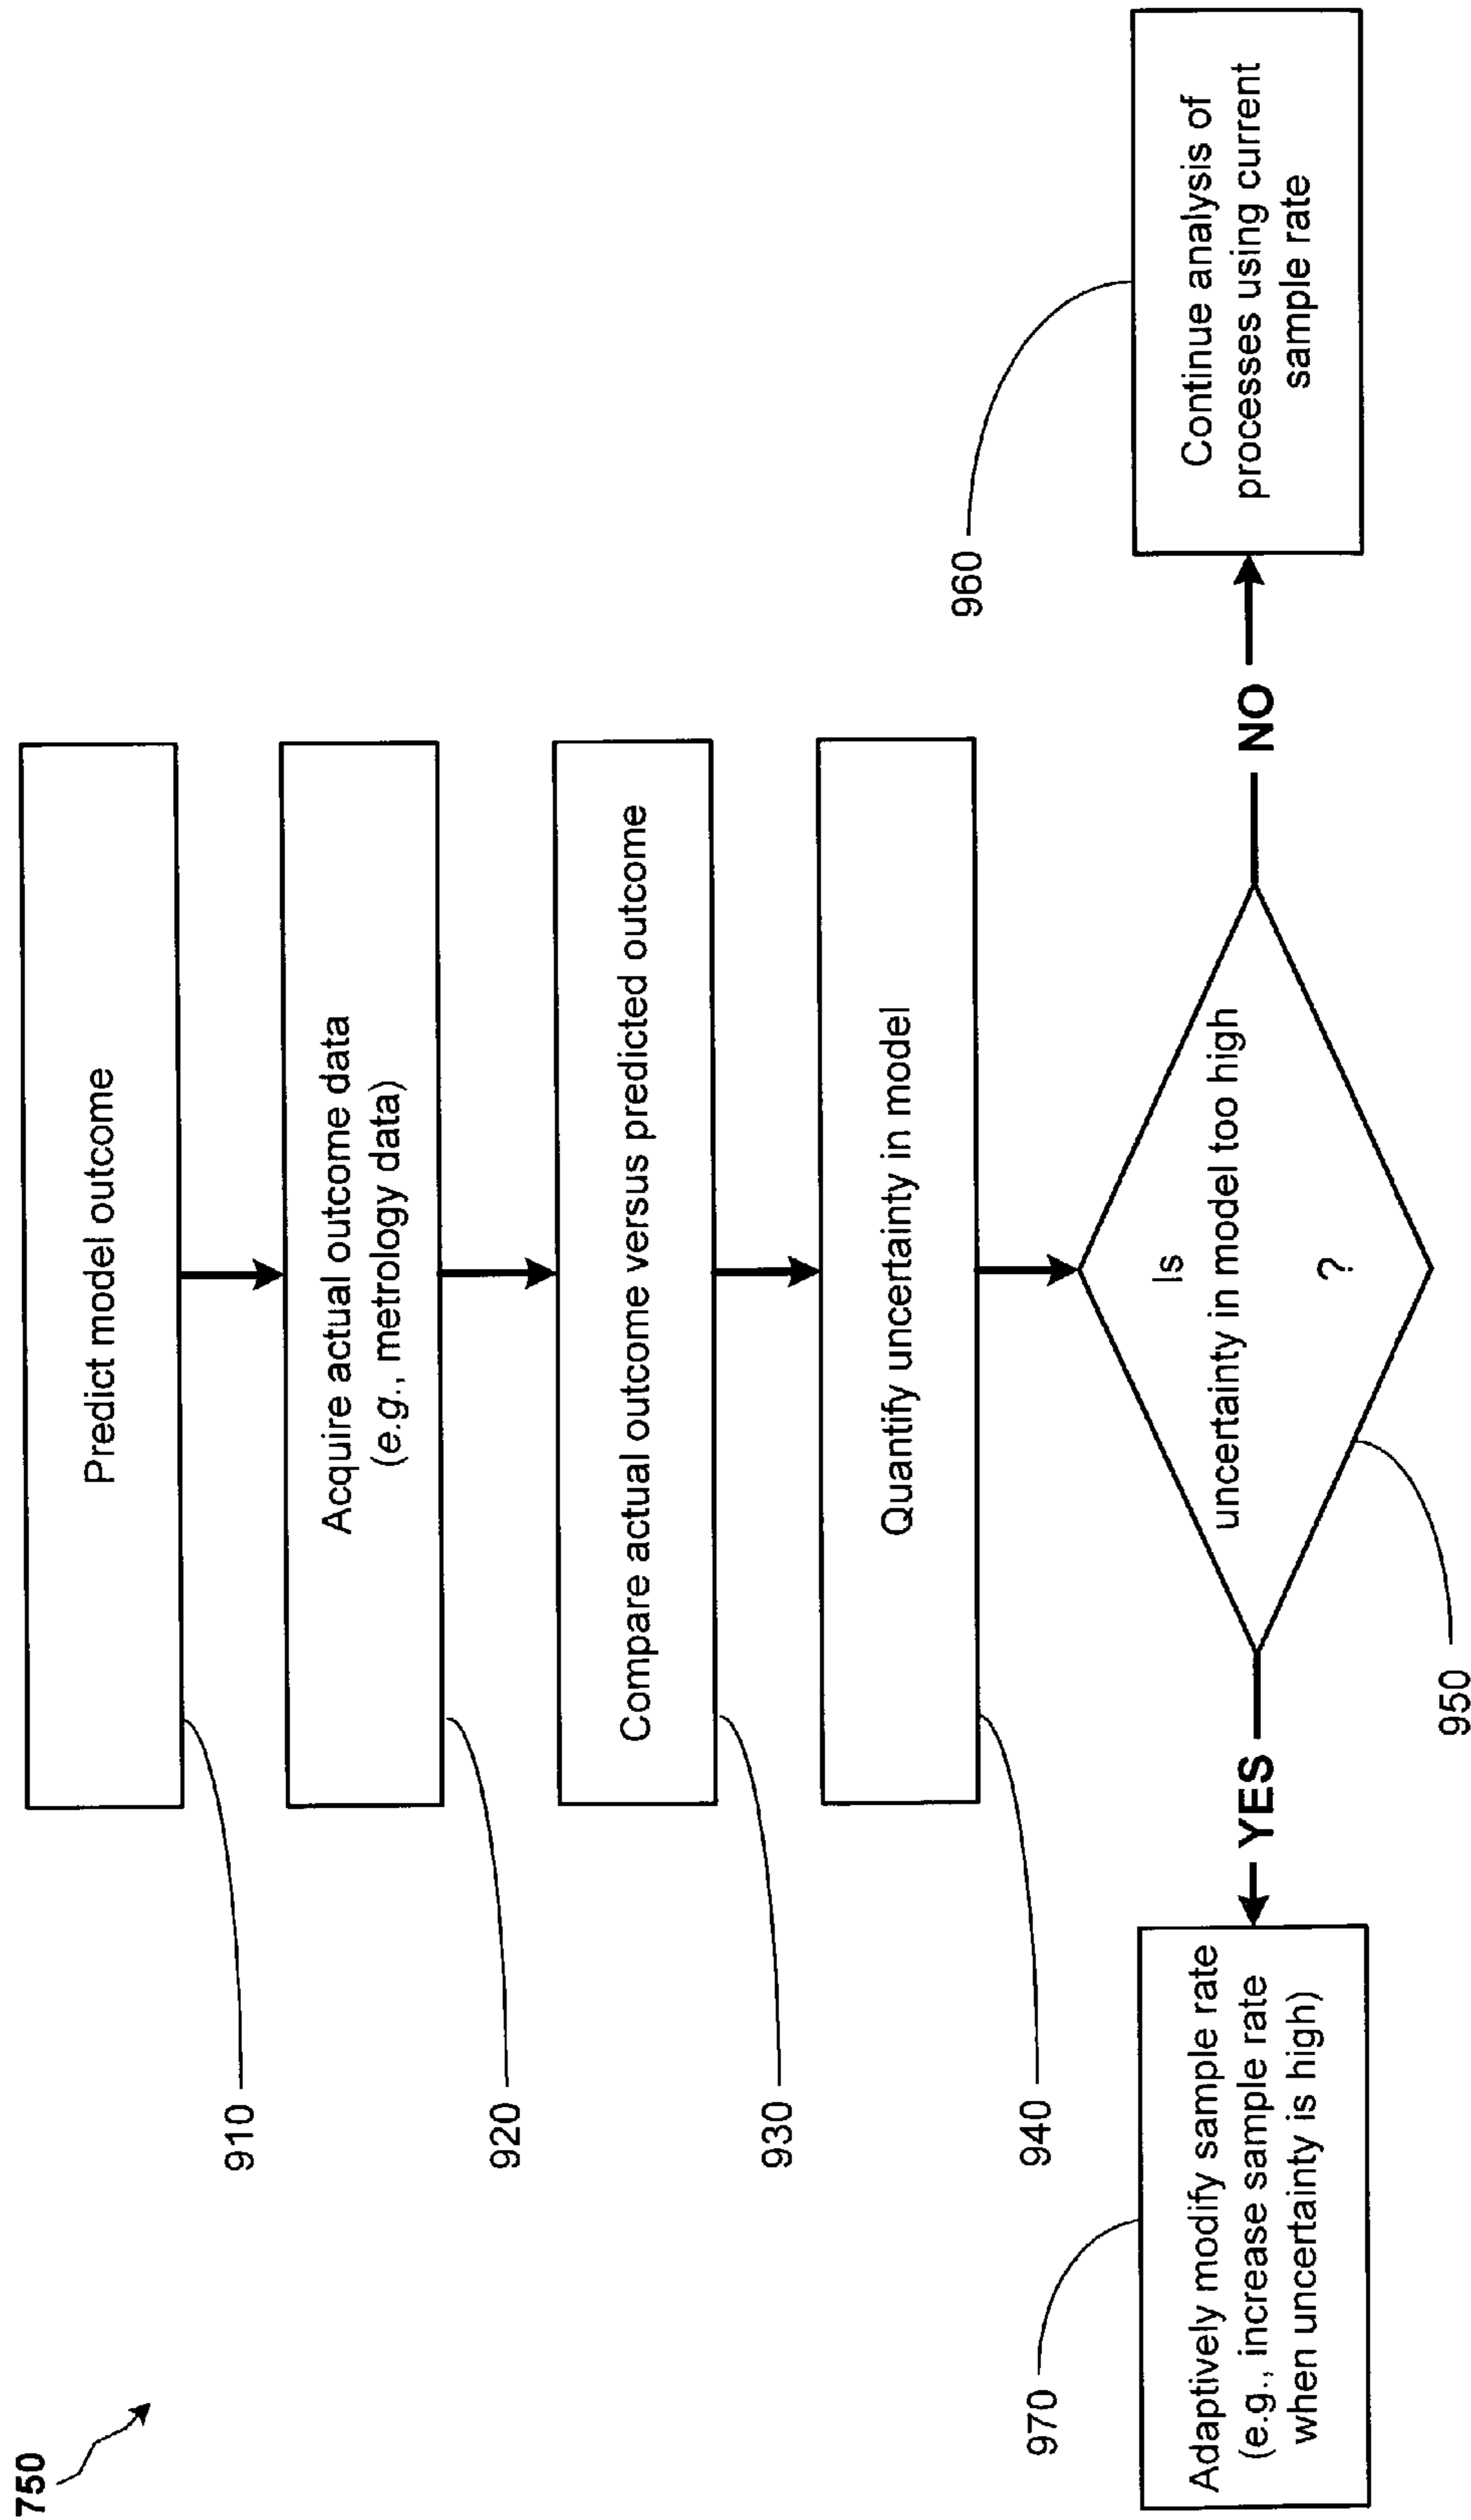 750
Predict model outcome
910
Acquire actual outcome data
(e.g., metrology data)
920
Compare actual outcome versus predicted outcome
930
Quantify uncertainty in model
940
Is
uncertainty in model too high
?
950
YES
NO
970
Adaptively modify sample rate
(e.g., increase sample rate
when uncertainty is high)
960
Continue analysis of
processes using current
sample rate